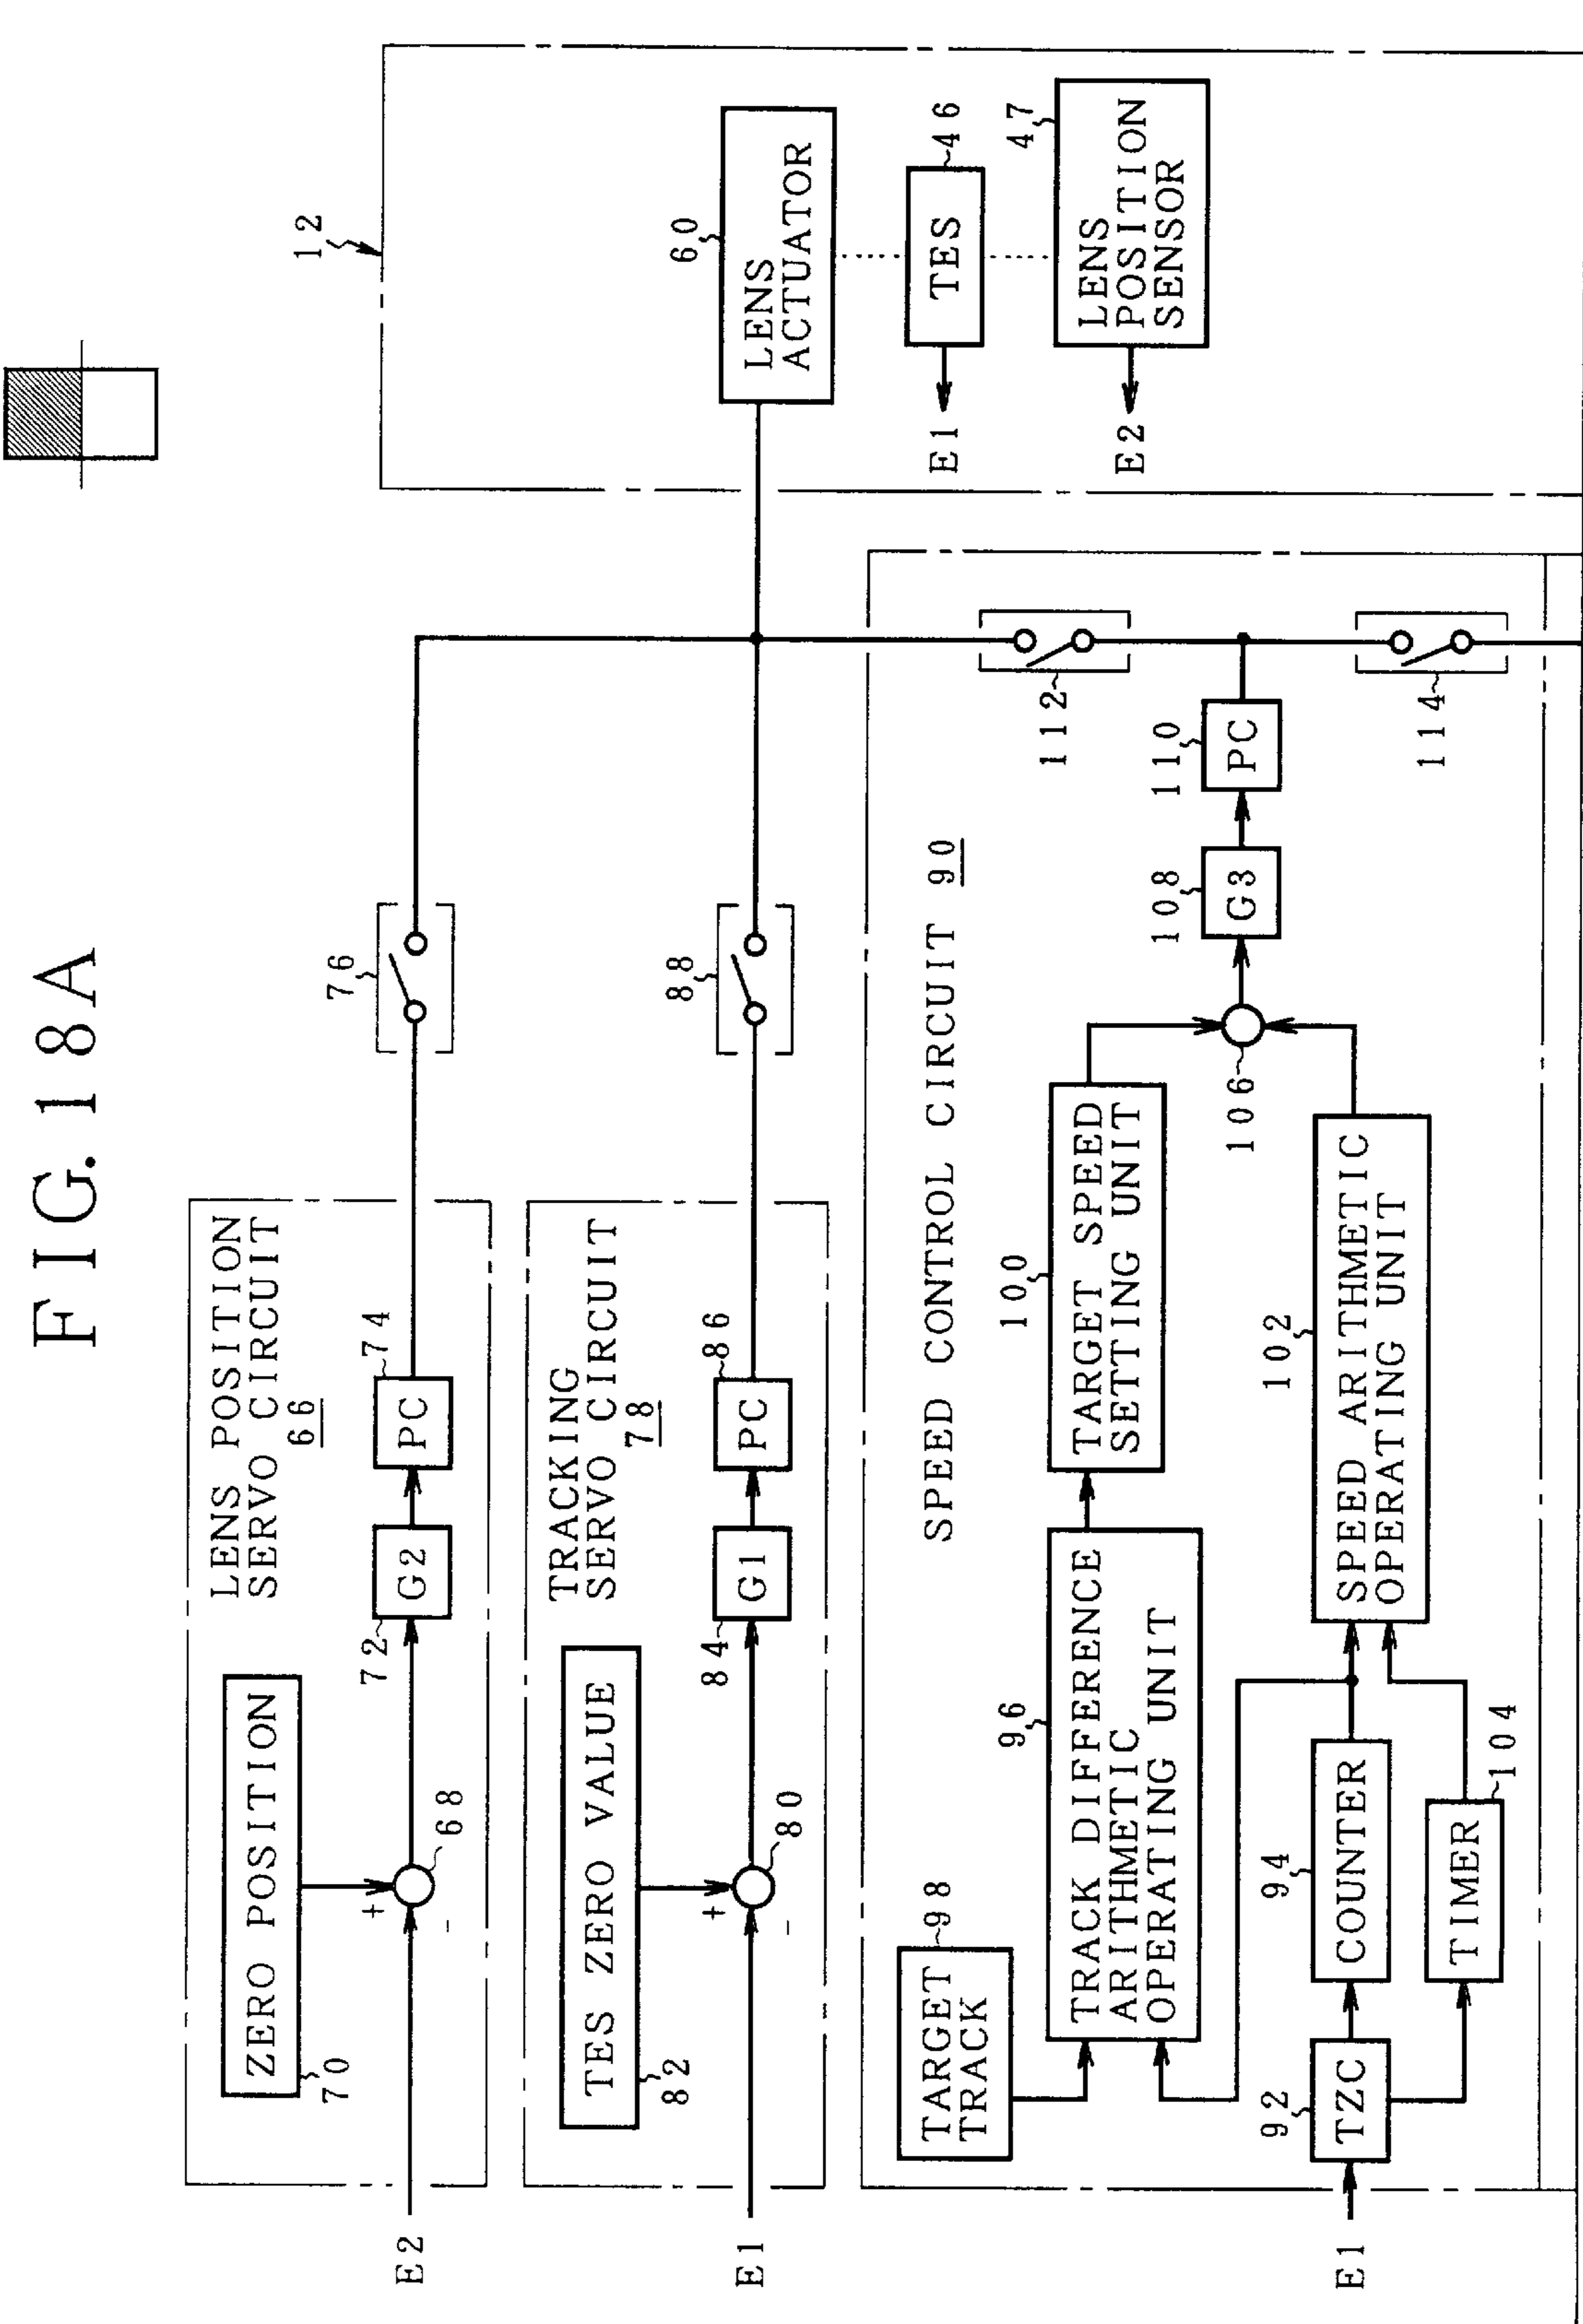 FIG. 18A
LENS POSITION
SERVO CIRCUIT
66
ZERO POSITION
70
E2
+
-
68
72
G2
74
PC
76
TRACKING
SERVO CIRCUIT
78
TES ZERO VALUE
82
E1
+
-
80
84
G1
86
PC
88
12
60
LENS
ACTUATOR
TES
46
E1
47
LENS
POSITION
SENSOR
E2
SPEED CONTROL CIRCUIT 90
TARGET
TRACK
98
96
TRACK DIFFERENCE
ARITHMETIC
OPERATING UNIT
100
TARGET SPEED
SETTING UNIT
106
108
G3
110
PC
112
114
E1
92
TZC
94
COUNTER
TIMER
104
102
SPEED ARITHMETIC
OPERATING UNIT